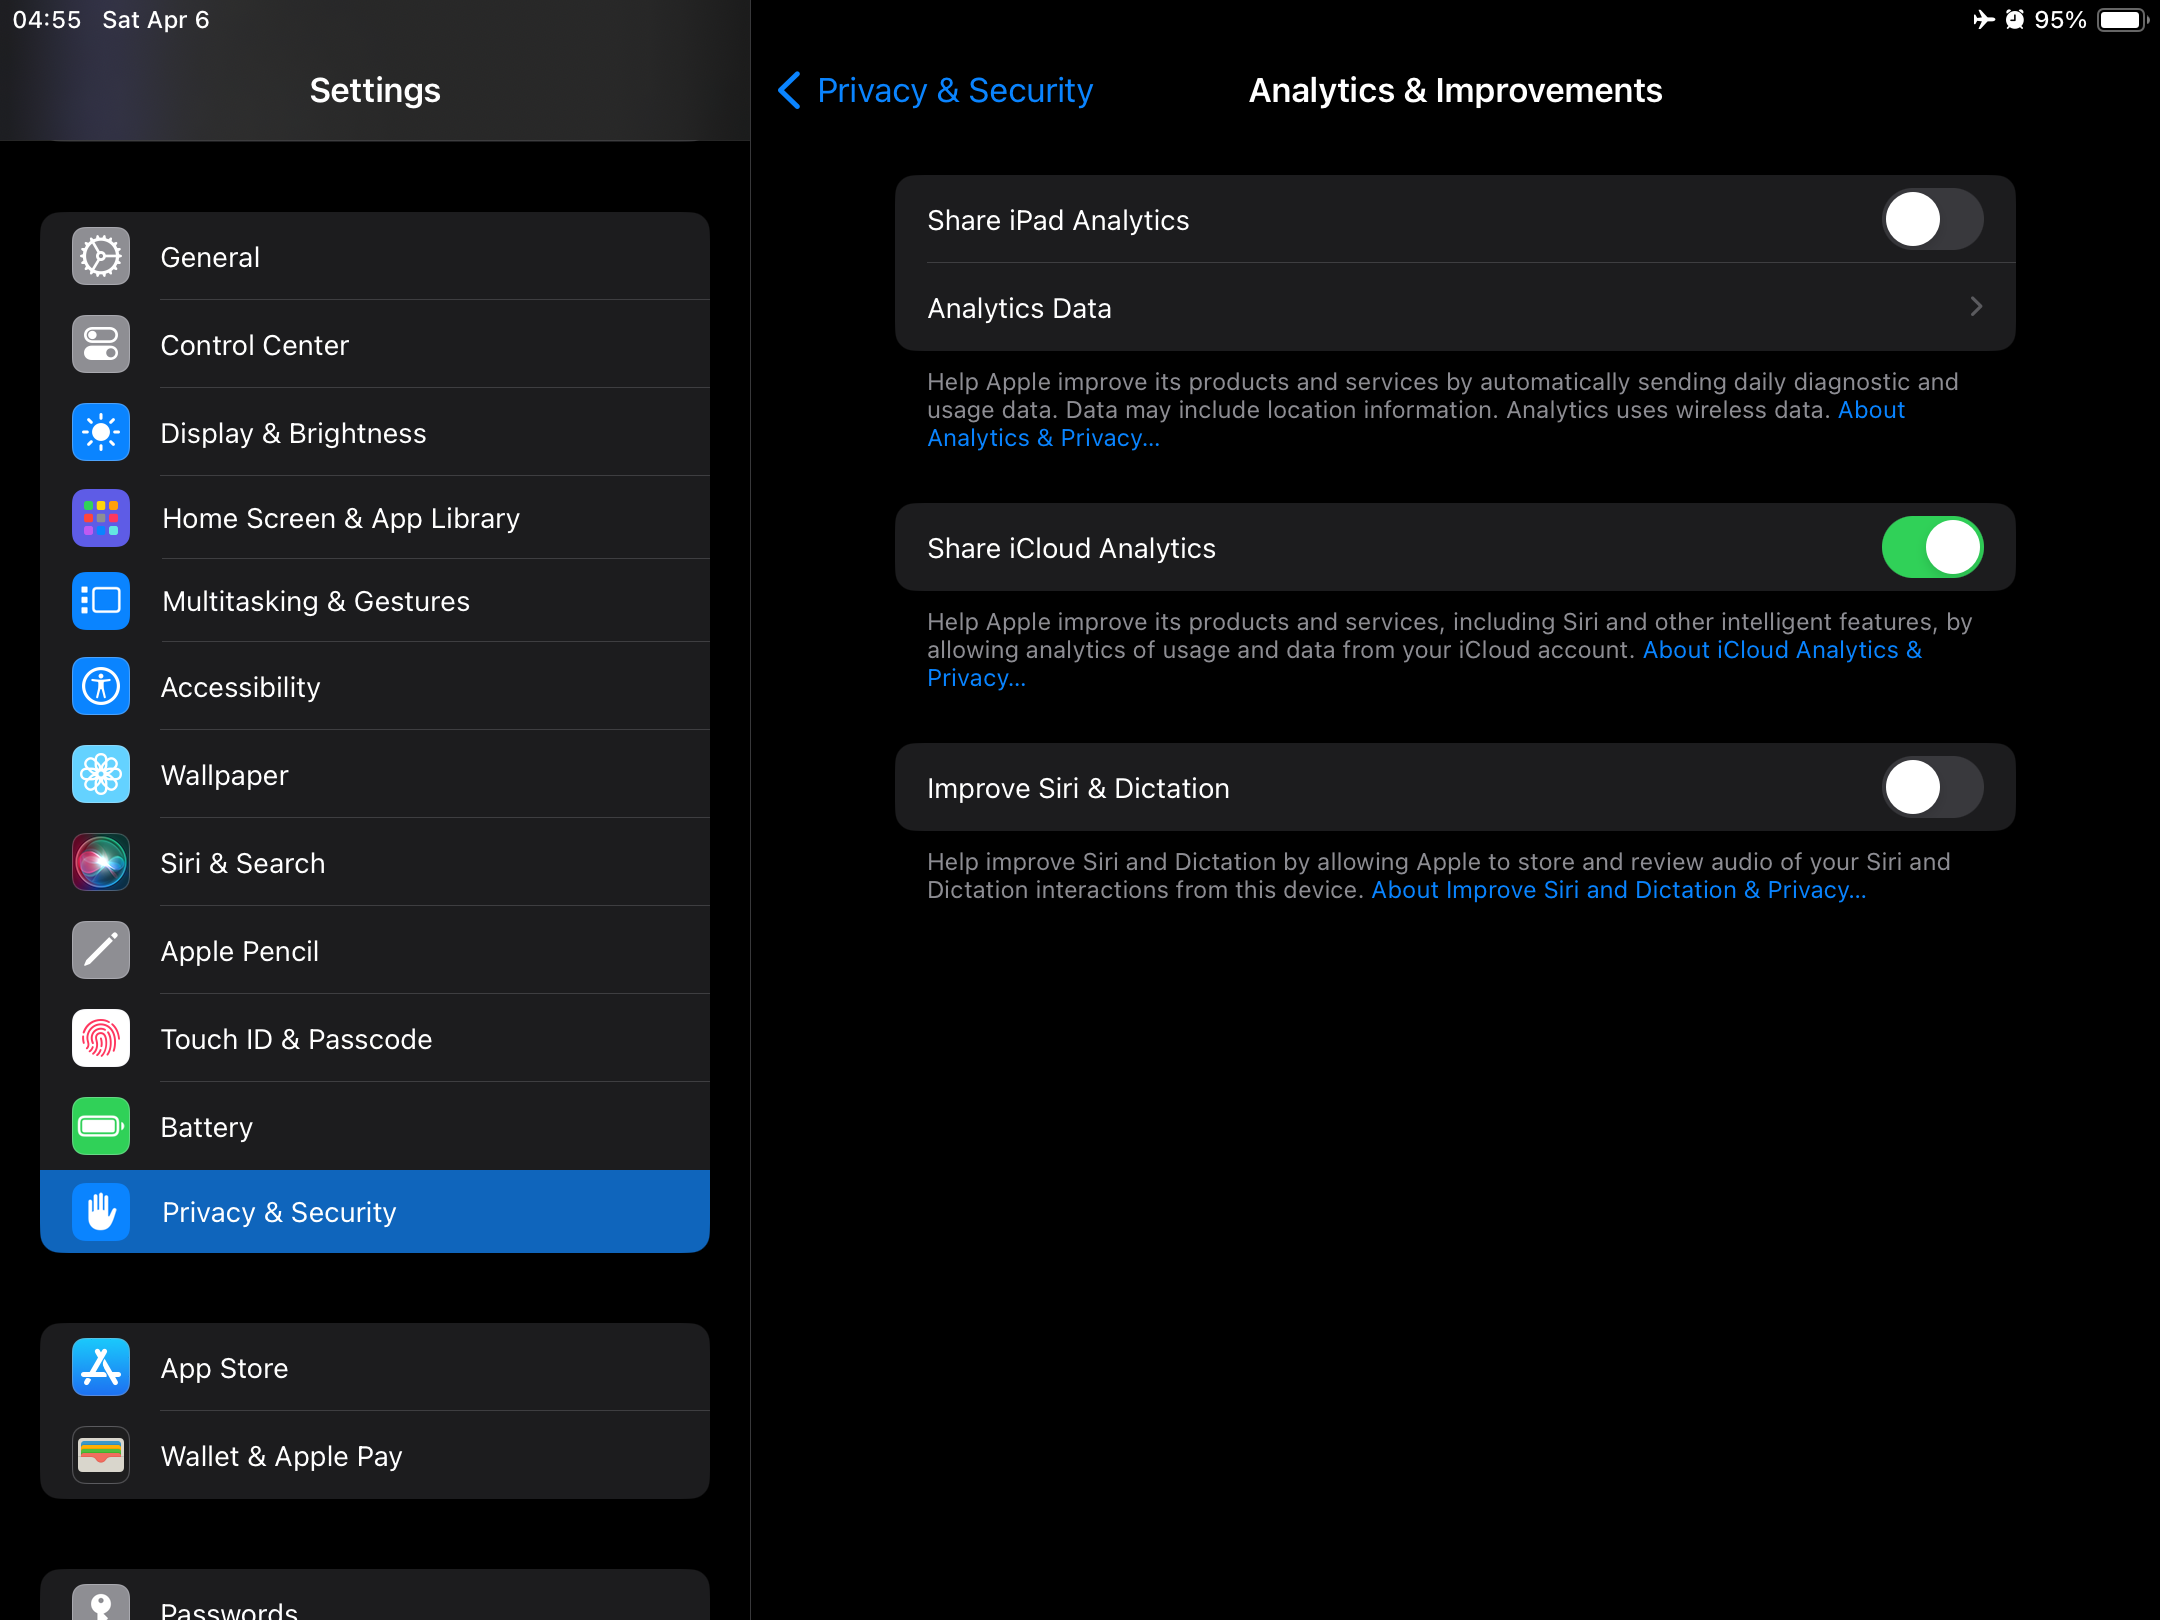 04:55 Sat Apr 6
95%
Settings
General
Control Center
Display & Brightness
Home Screen & App Library
Multitasking & Gestures
Accessibility
Wallpaper
Siri & Search
Apple Pencil
Touch ID & Passcode
Battery
Privacy & Security
App Store
Wallet & Apple Pay
Passwords
Privacy & Security
Analytics & Improvements
Share iPad Analytics
Analytics Data
Help Apple improve its products and services by automatically sending daily diagnostic and
usage data. Data may include location information. Analytics uses wireless data. About
Analytics & Privacy...
Share iCloud Analytics
Help Apple improve its products and services, including Siri and other intelligent features, by
allowing analytics of usage and data from your iCloud account. About iCloud Analytics &
Privacy...
Improve Siri & Dictation
Help improve Siri and Dictation by allowing Apple to store and review audio of your Siri and
Dictation interactions from this device. About Improve Siri and Dictation & Privacy...